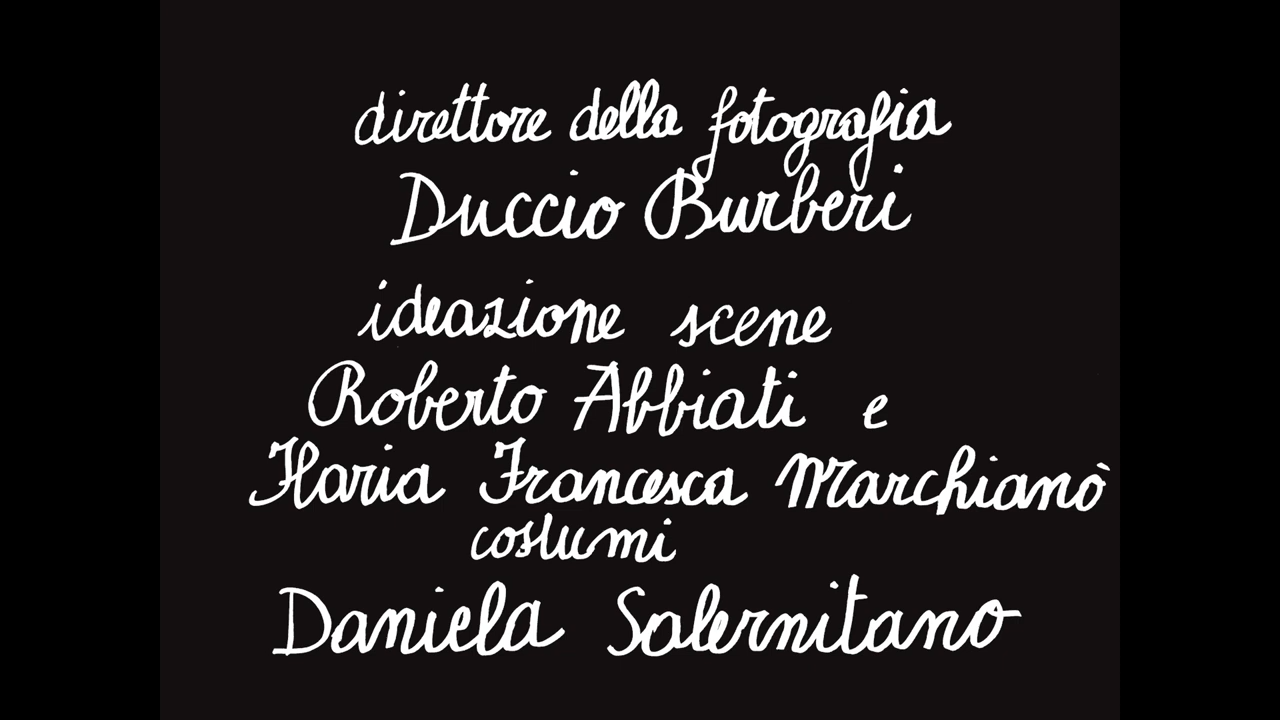 direttore della fotografia
Duccio Burberi
ideazione scene
Roberto Abbiati e
Ilaria Francesca Marchianò
costumi
Daniela Salernitano